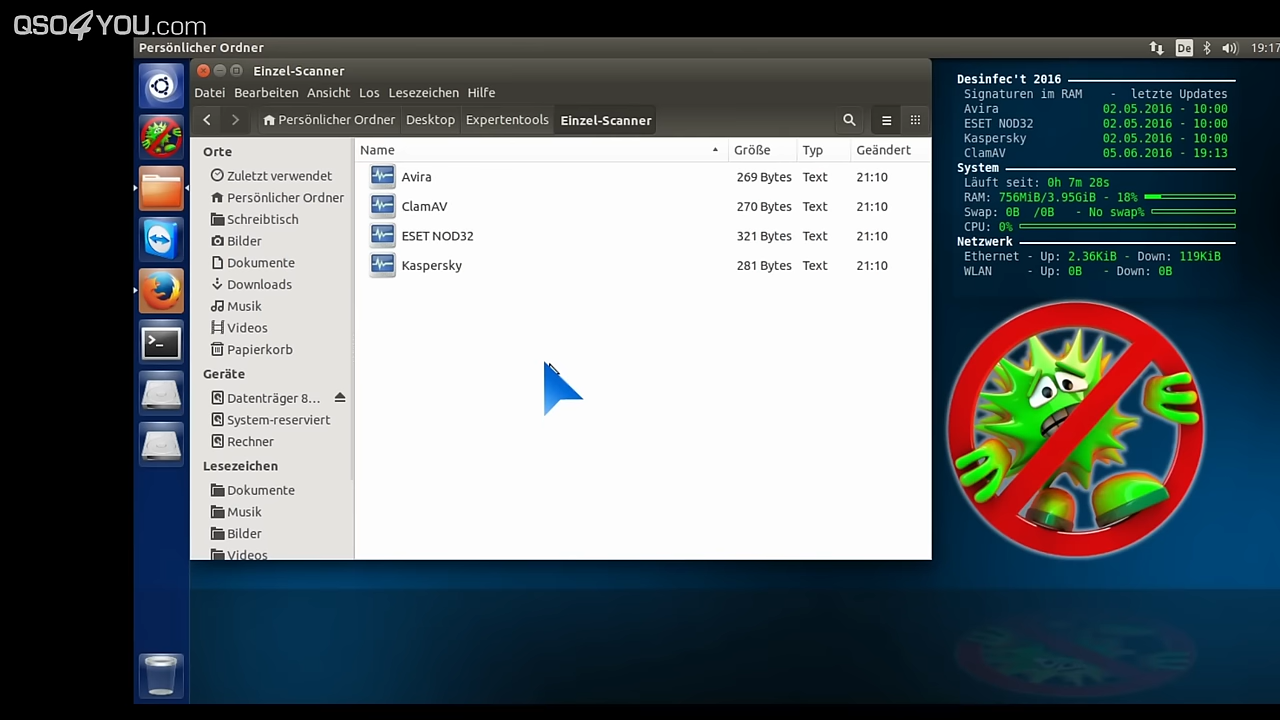 QSO4YOU.com
Persönlicher Ordner
De
19:17
Einzel-Scanner
Datei Bearbeiten Ansicht Los Lesezeichen Hilfe
Persönlicher Ordner Desktop Expertentools Einzel-Scanner
Orte
Zuletzt verwendet
Persönlicher Ordner
Schreibtisch
Bilder
Dokumente
Downloads
Musik
Videos
Papierkorb
Geräte
Datenträger 8…
System-reserviert
Rechner
Lesezeichen
Dokumente
Musik
Bilder
Videos
Name Größe Typ Geändert
Avira 269 Bytes Text 21:10
ClamAV 270 Bytes Text 21:10
ESET NOD32 321 Bytes Text 21:10
Kaspersky 281 Bytes Text 21:10
Desinfec't 2016
Signaturen im RAM - letzte Updates
Avira 02.05.2016 - 10:00
ESET NOD32 02.05.2016 - 10:00
Kaspersky 02.05.2016 - 10:00
ClamAV 05.06.2016 - 19:13
System
Läuft seit: 0h 7m 28s
RAM: 756MiB/3.95GiB - 18%
Swap: 0B /0B - No swap%
CPU: 0%
Netzwerk
Ethernet - Up: 2.36KiB - Down: 119KiB
WLAN - Up: 0B - Down: 0B